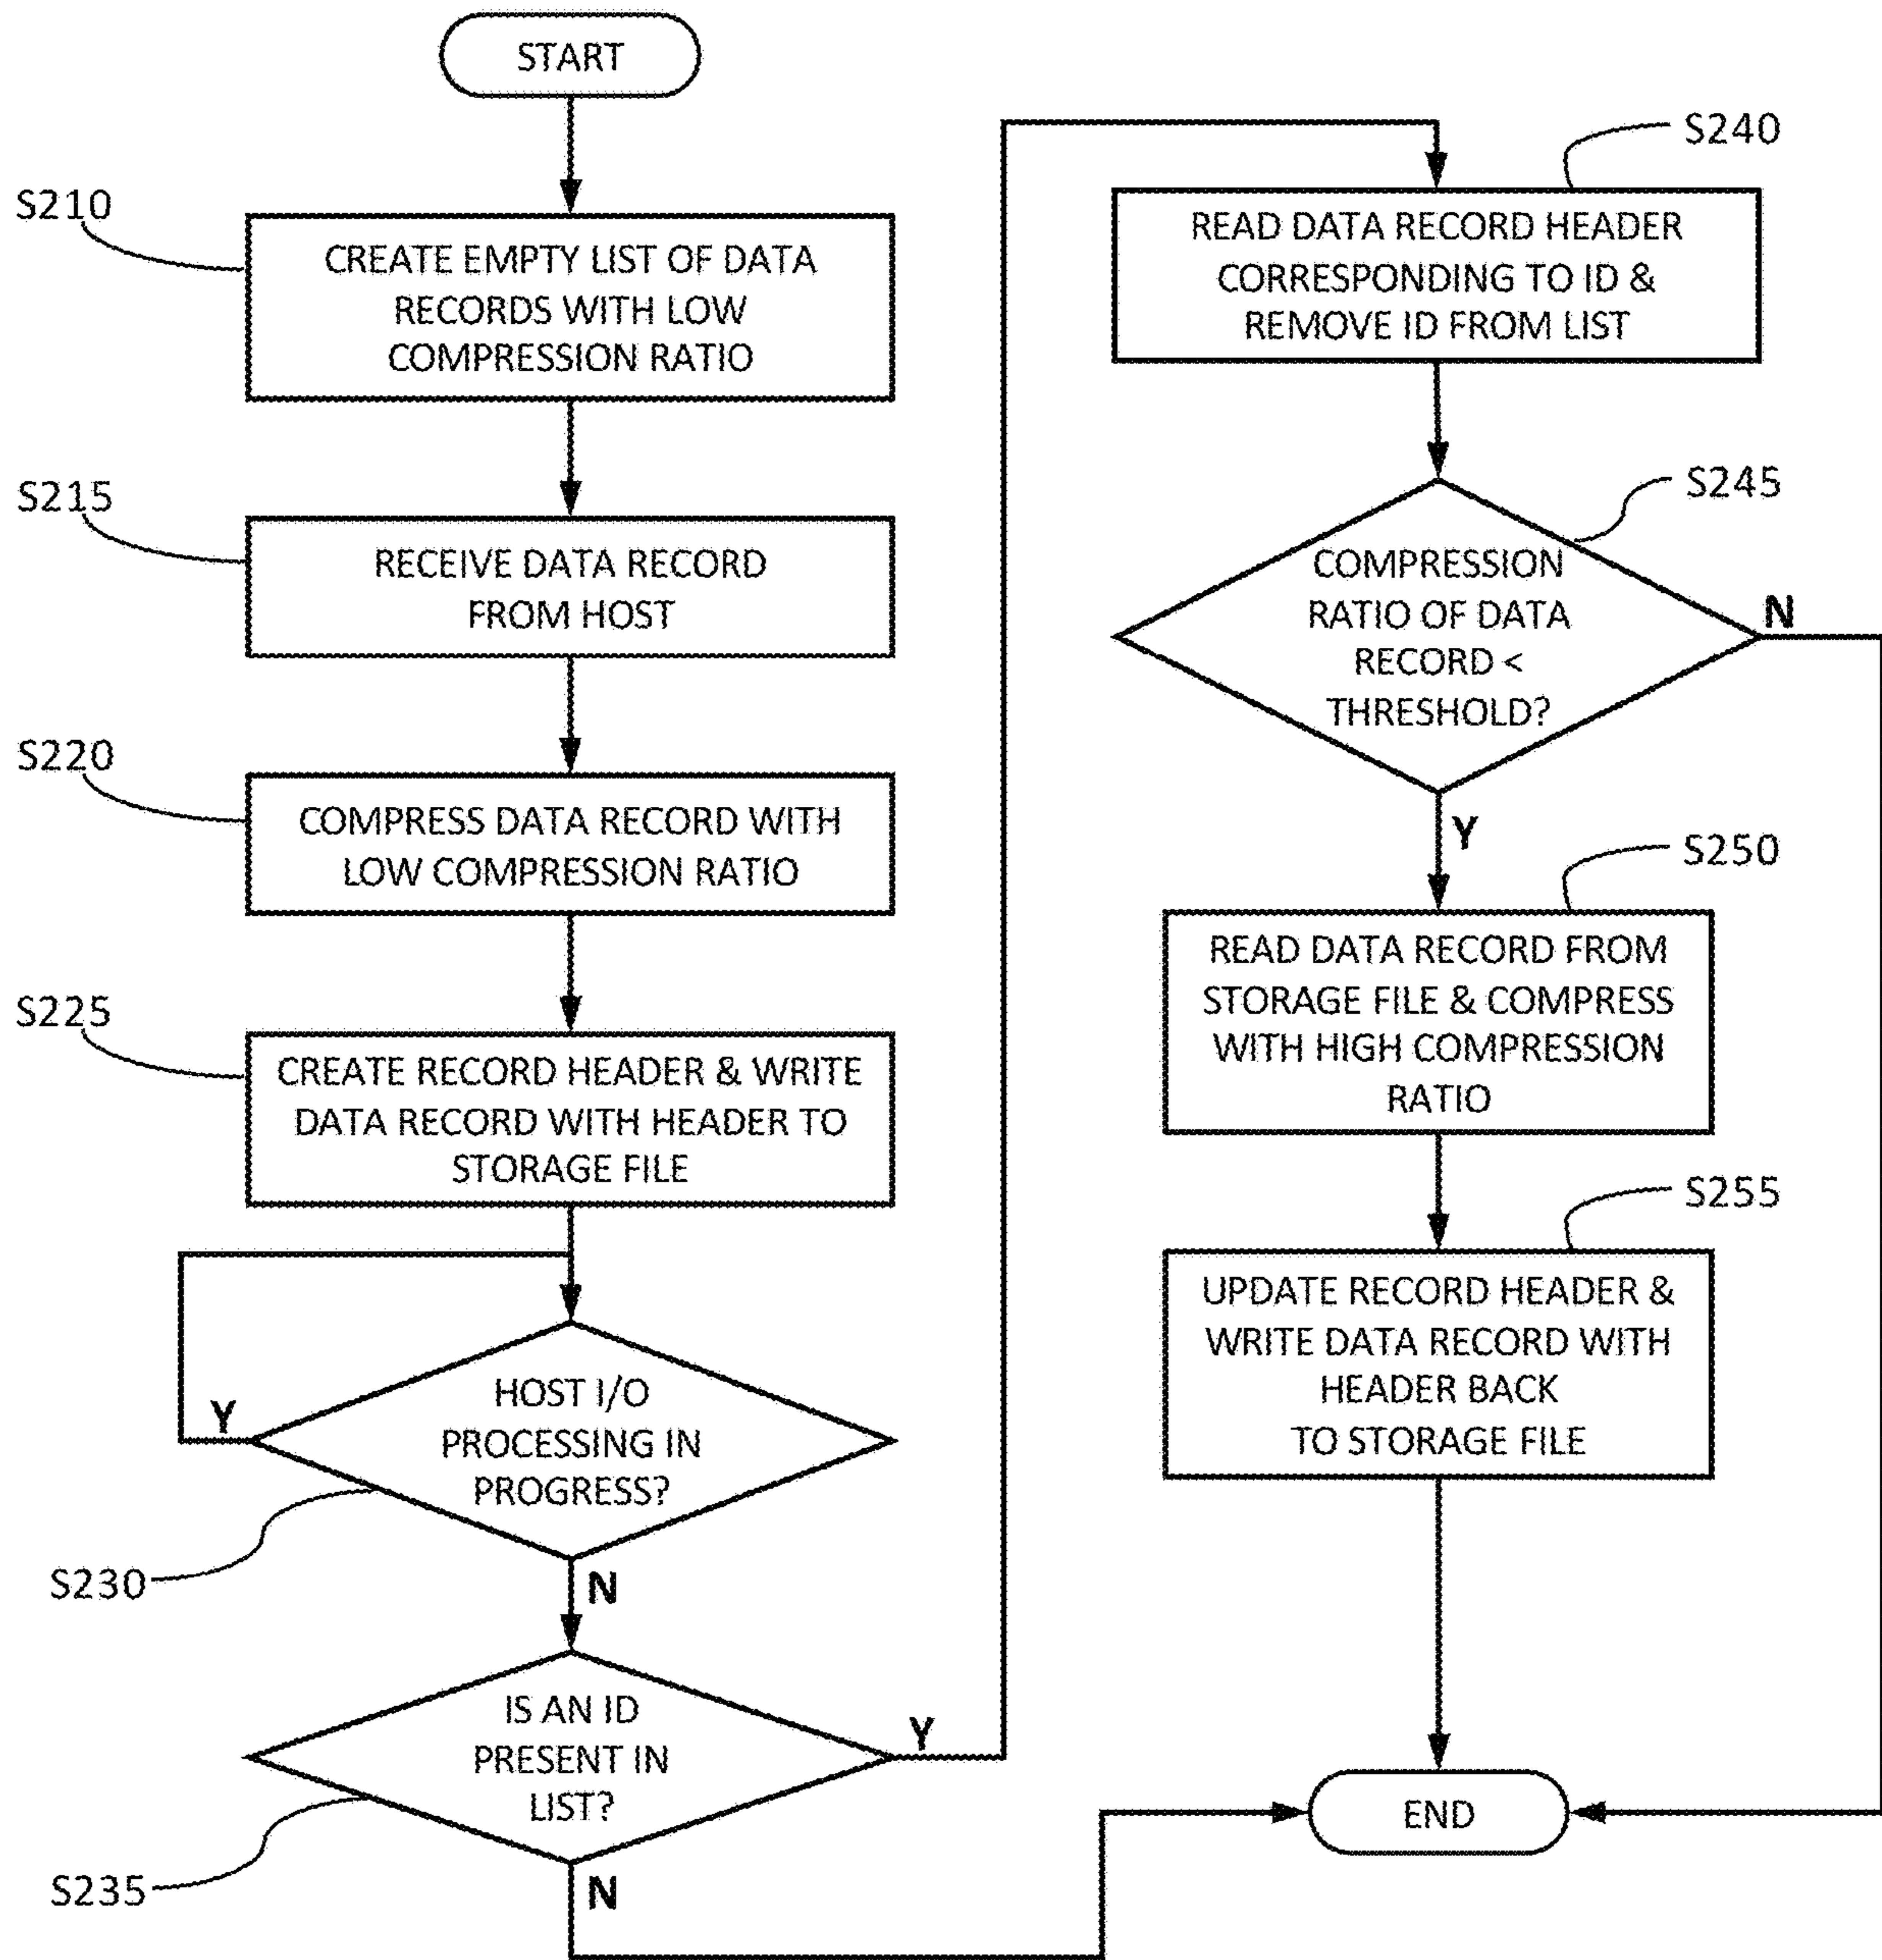 START
S210
CREATE EMPTY LIST OF DATA
RECORDS WITH LOW
COMPRESSION RATIO
S215
RECEIVE DATA RECORD
FROM HOST
S220
COMPRESS DATA RECORD WITH
LOW COMPRESSION RATIO
S225
CREATE RECORD HEADER & WRITE
DATA RECORD WITH HEADER TO
STORAGE FILE
Y
HOST I/O
PROCESSING IN
PROGRESS?
S230
N
IS AN ID
PRESENT IN
LIST?
Y
S235
N
S240
READ DATA RECORD HEADER
CORRESPONDING TO ID &
REMOVE ID FROM LIST
S245
COMPRESSION
RATIO OF DATA
RECORD <
THRESHOLD?
N
Y
S250
READ DATA RECORD FROM
STORAGE FILE & COMPRESS
WITH HIGH COMPRESSION
RATIO
S255
UPDATE RECORD HEADER &
WRITE DATA RECORD WITH
HEADER BACK
TO STORAGE FILE
END